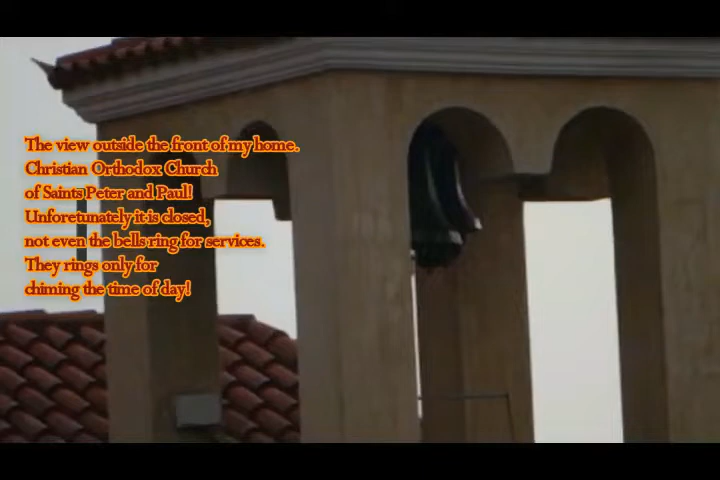 The view outside the front of my home.
Christian Orthodox Church
of Saints Peter and Paul!
Unforetunately it is closed,
not even the bells ring for services.
They rings only for
chiming the time of day!